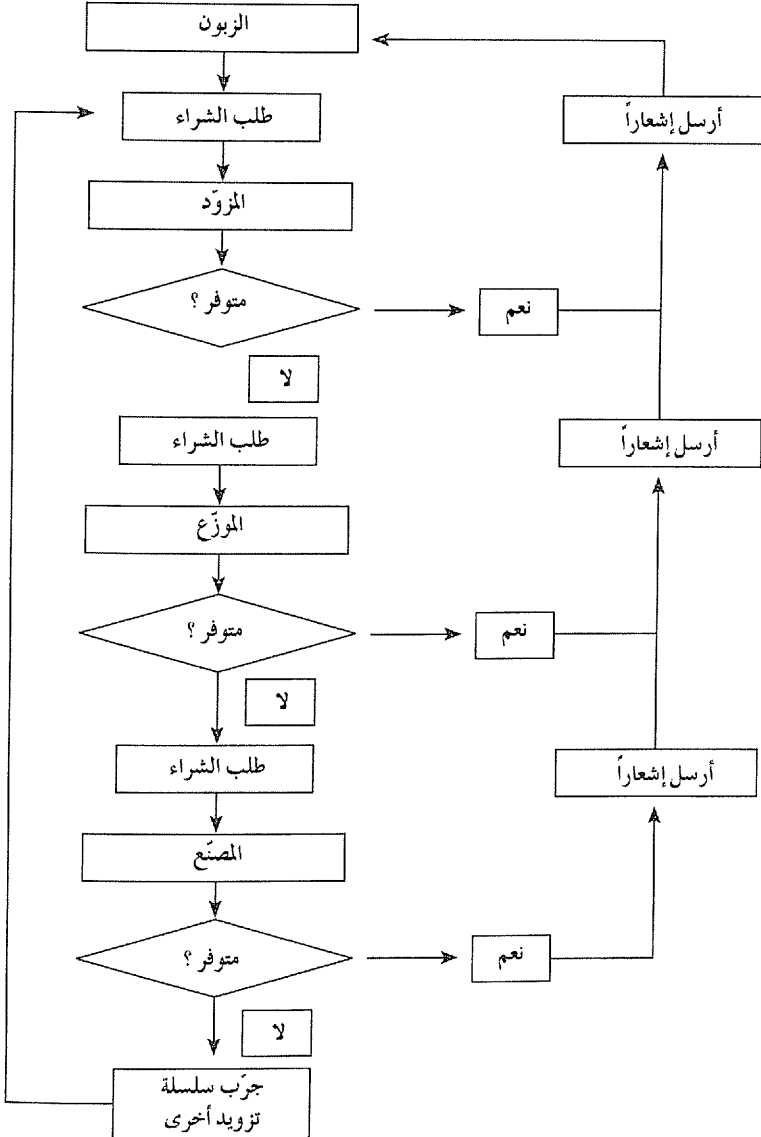 الزبون
أرسل إشعاراً
طلب الشراء
المزوّد
متوفر ؟
نعم
لا
أرسل إشعاراً
طلب الشراء
الموزّع
متوفر ؟
نعم
لا
أرسل إشعاراً
طلب الشراء
المصنّع
متوفر ؟
نعم
لا
جرّب سلسلة
تزويد أخرى